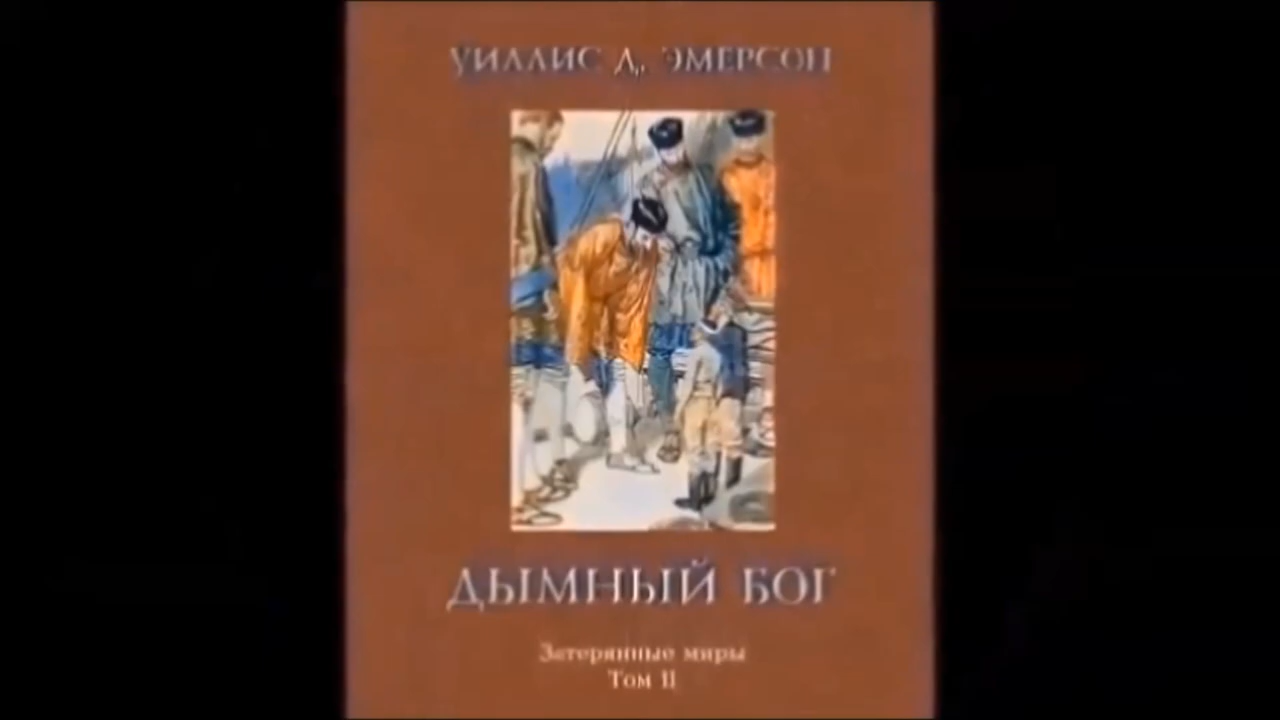 УИЛЛИС Д. ЭМЕРСОН
ДЫМНЫЙ БОГ
Затерянные миры
Том II